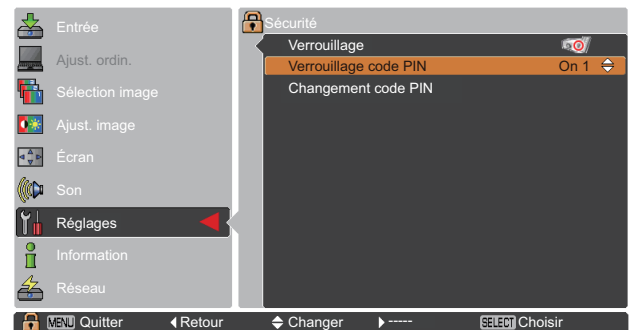 Entrée
Ajust. ordin.
Sélection image
Ajust. image
Écran
Son
Réglages
Information
Réseau
Sécurité
Verrouillage
Verrouillage code PIN On 1
Changement code PIN
MENU Quitter Retour Changer ----- SELECT Choisir